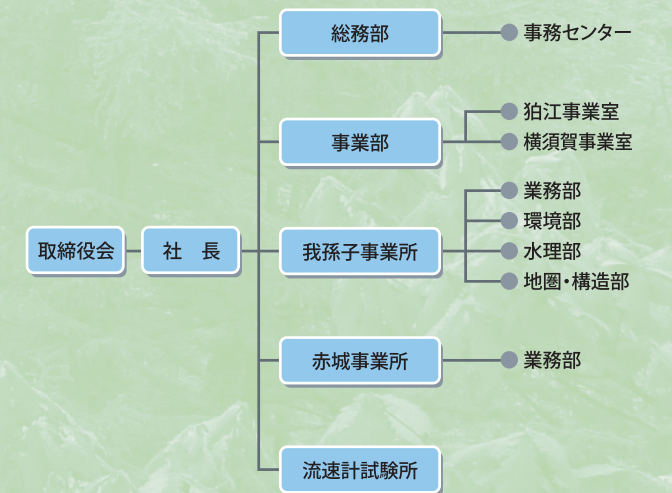 取締役会
社　長
総務部
事務センター
事業部
狛江事業室
横須賀事業室
我孫子事業所
業務部
環境部
水理部
地圏・構造部
赤城事業所
業務部
流速計試験所